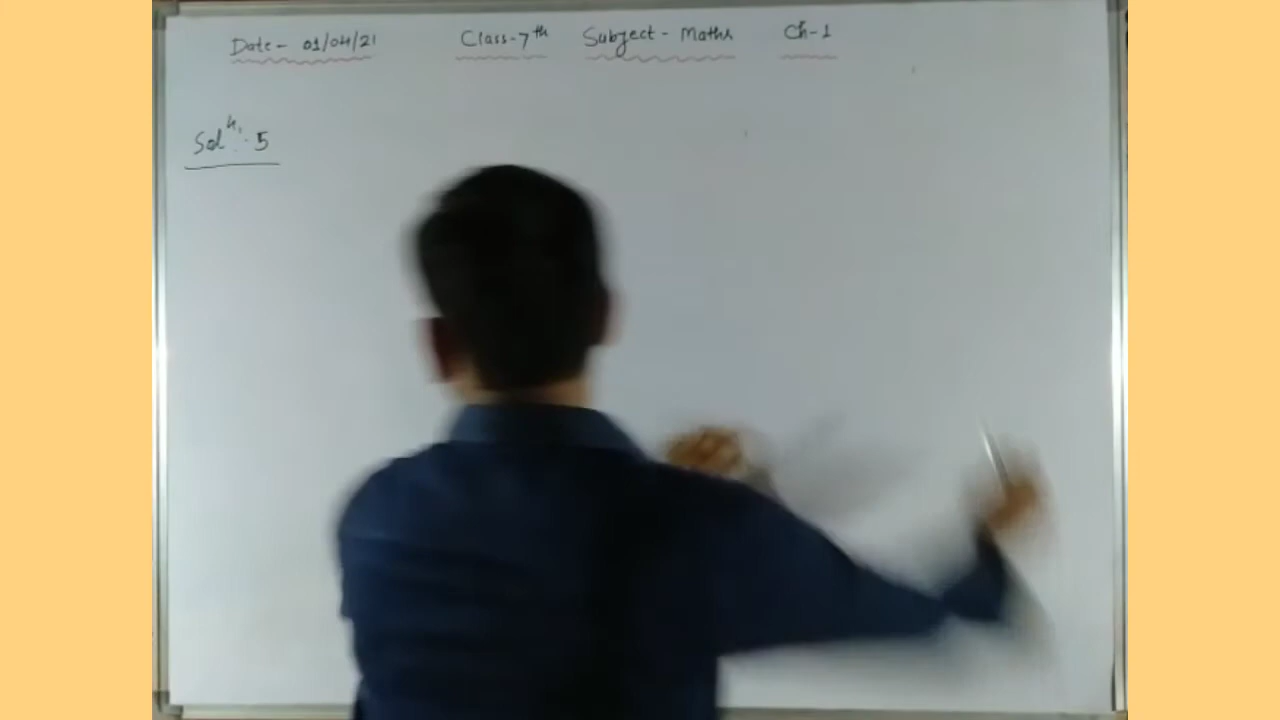 Date- 01/04/21 Class-7th Subject - Maths Ch-1
Solⁿ. 5